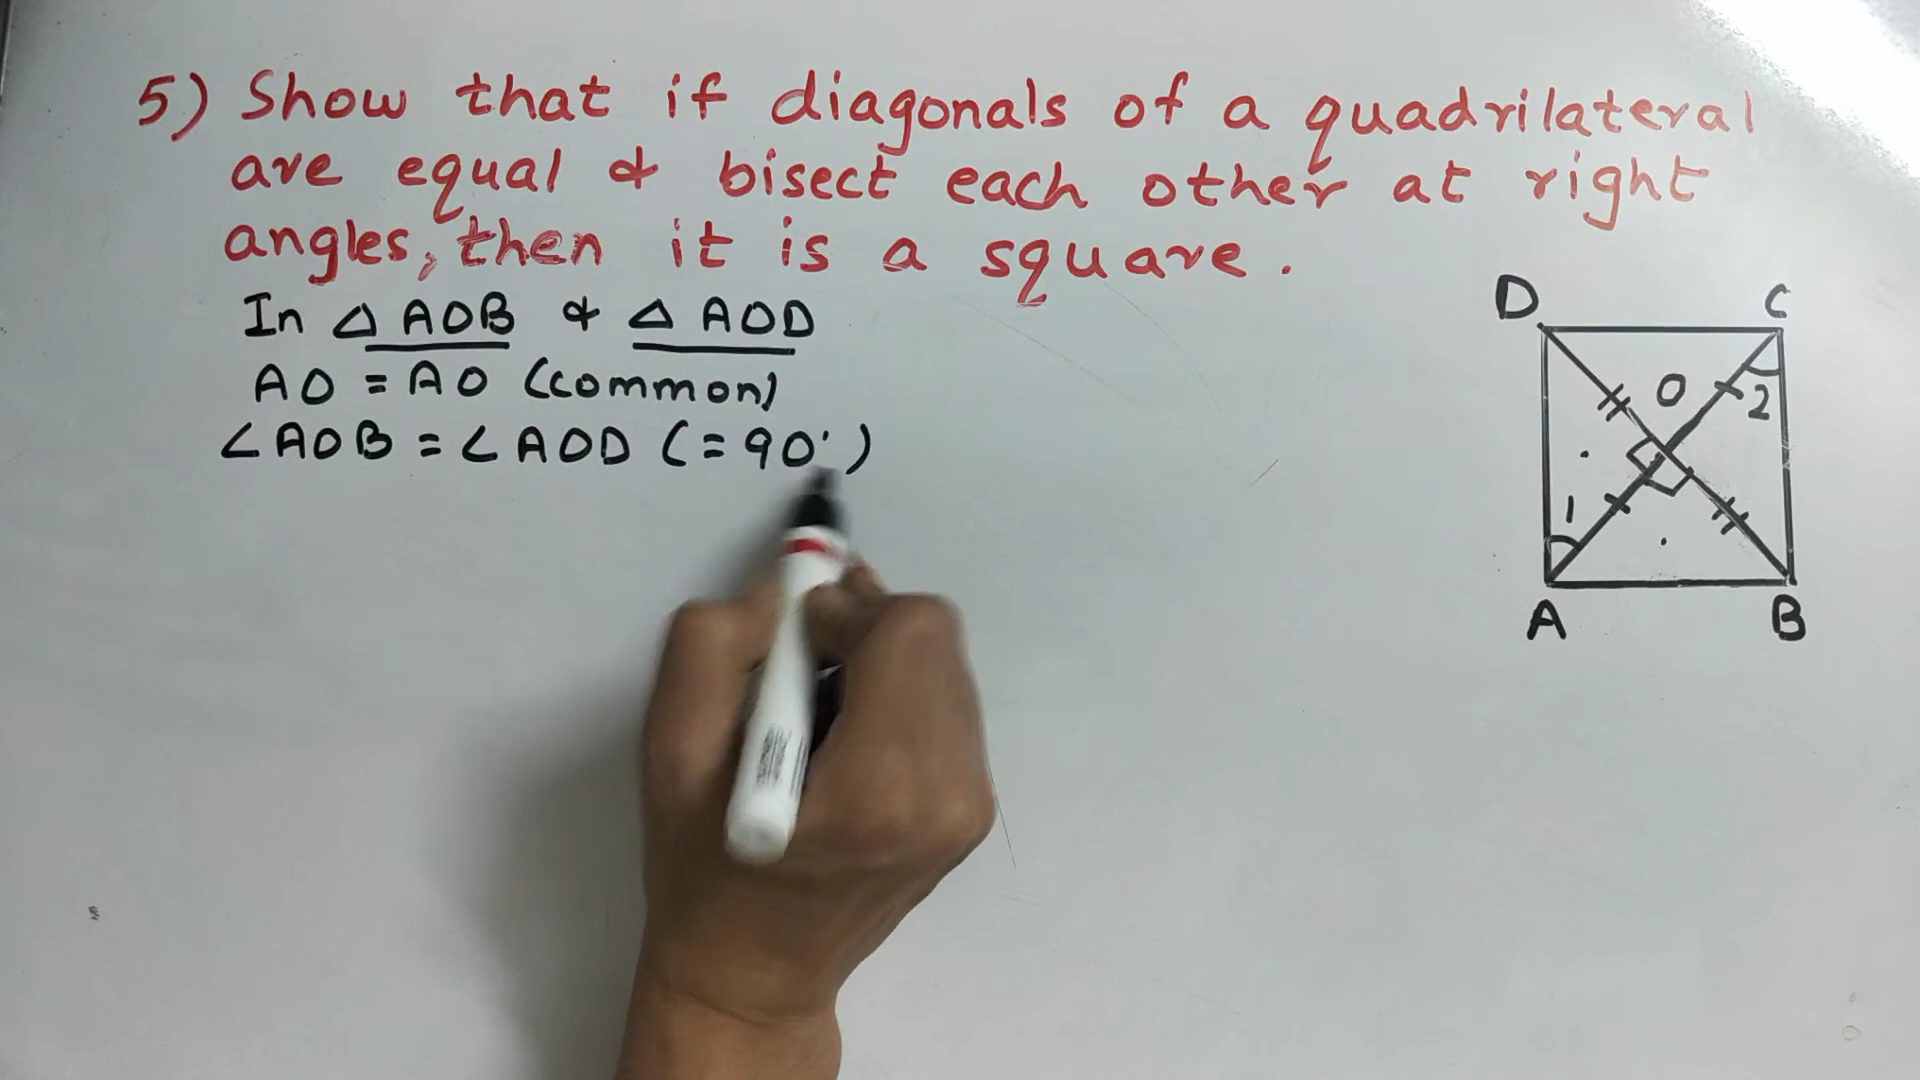 5) Show that if diagonals of a quadrilateral
are equal & bisect each other at right
angles, then it is a square.
In △ AOB & △ AOD
AO = AO (common)
∠AOB = ∠AOD (=90°)
D C
O 2
1
A B